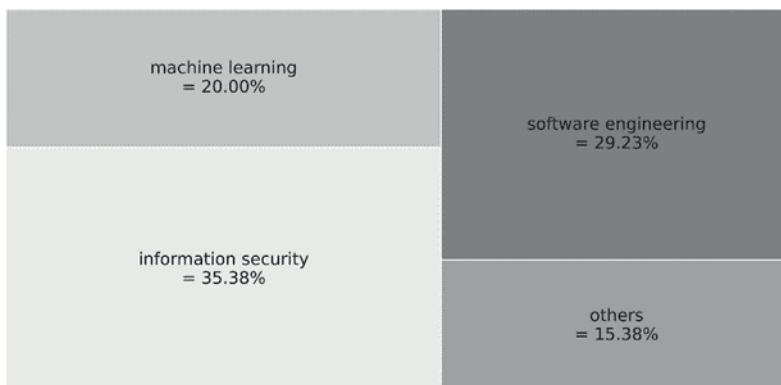 machine learning
= 20.00%
software engineering
= 29.23%
information security
= 35.38%
others
= 15.38%